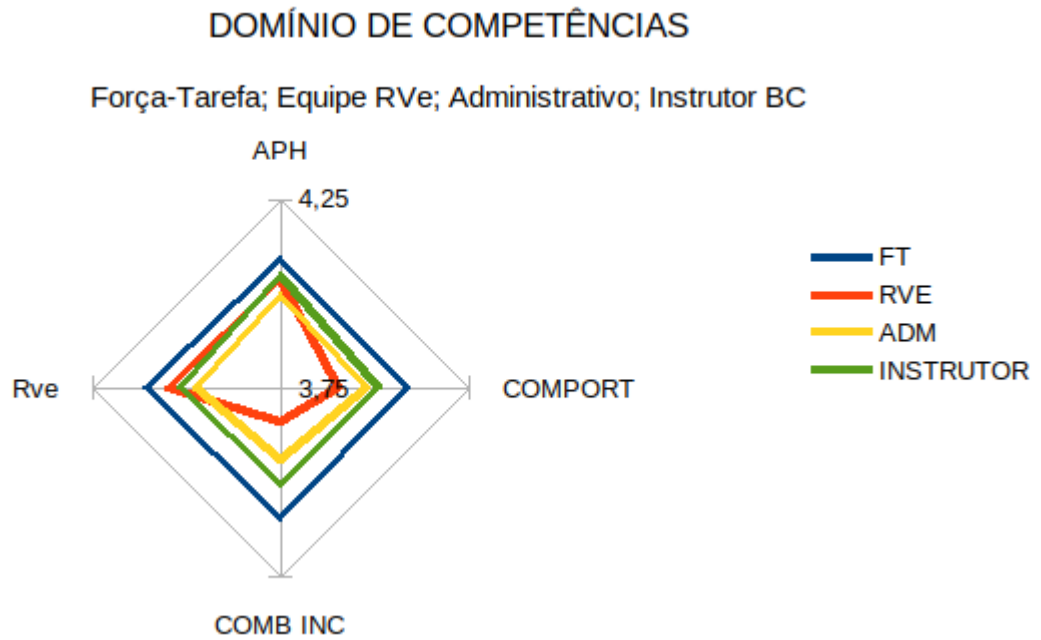 DOMÍNIO DE COMPETÊNCIAS
Força-Tarefa; Equipe RVe; Administrativo; Instrutor BC
APH
4,25
FT
RVE
ADM
INSTRUTOR
Rve
3,75
COMPORT
COMB INC